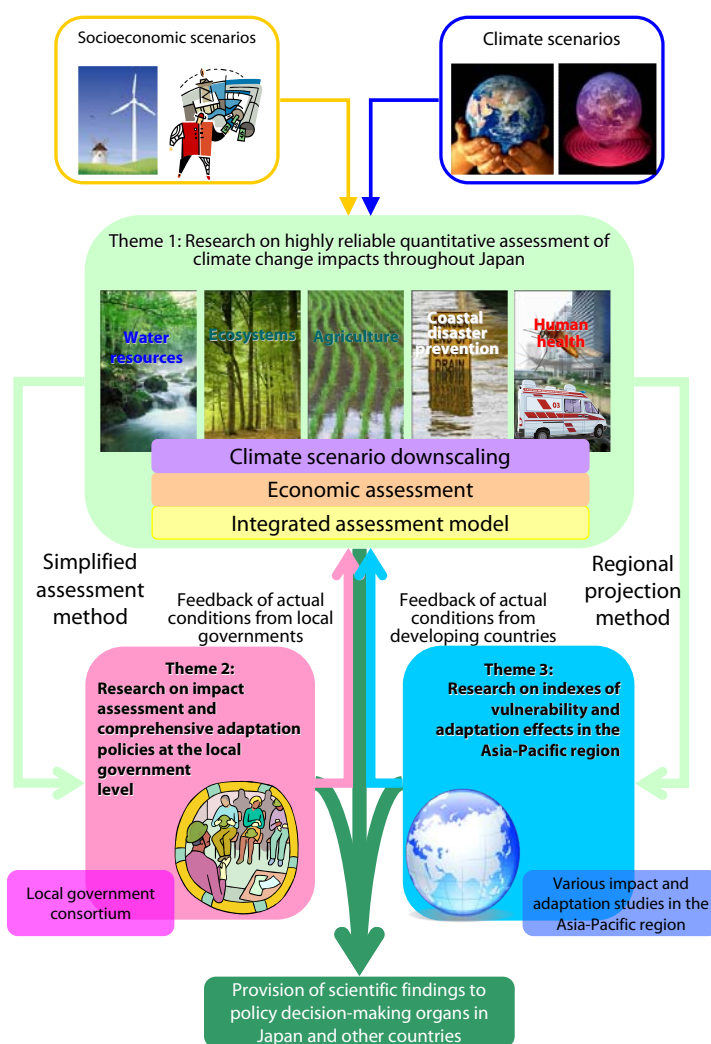 Socioeconomic scenarios
Climate scenarios
Theme 1: Research on highly reliable quantitative assessment of
climate change impacts throughout Japan
Water
resources
Ecosystems
Agriculture
Coastal
disaster
prevention
Human
health
DRAIN
03
Climate scenario downscaling
Economic assessment
Integrated assessment model
Simplified
assessment
method
Regional
projection
method
Feedback of actual
conditions from local
governments
Feedback of actual
conditions from
developing countries
Theme 2:
Research on impact
assessment and
comprehensive adaptation
policies at the local
government
level
Theme 3:
Research on indexes of
vulnerability and
adaptation effects in the
Asia-Pacific region
Local government
consortium
Various impact and
adaptation studies in the
Asia-Pacific region
Provision of scientific findings to
policy decision-making organs in
Japan and other countries